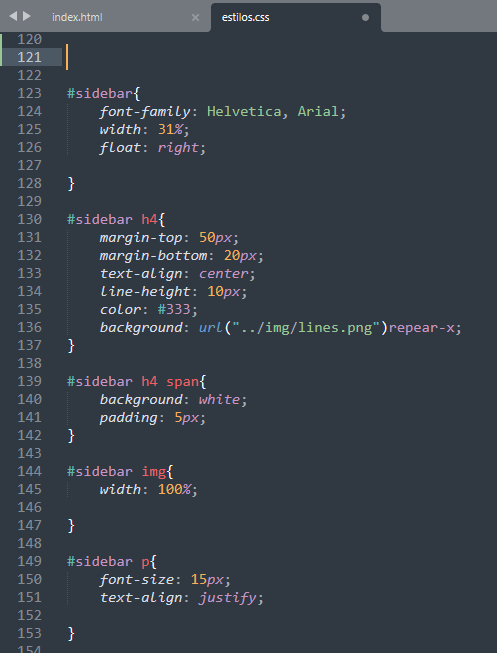 index.html × estilos.css
120
121
122
123 #sidebar{
124 font-family: Helvetica, Arial;
125 width: 31%;
126 float: right;
127
128 }
129
130 #sidebar h4{
131 margin-top: 50px;
132 margin-bottom: 20px;
133 text-align: center;
134 line-height: 10px;
135 color: #333;
136 background: url("../img/lines.png")repear-x;
137 }
138
139 #sidebar h4 span{
140 background: white;
141 padding: 5px;
142 }
143
144 #sidebar img{
145 width: 100%;
146
147 }
148
149 #sidebar p{
150 font-size: 15px;
151 text-align: justify;
152
153 }
154